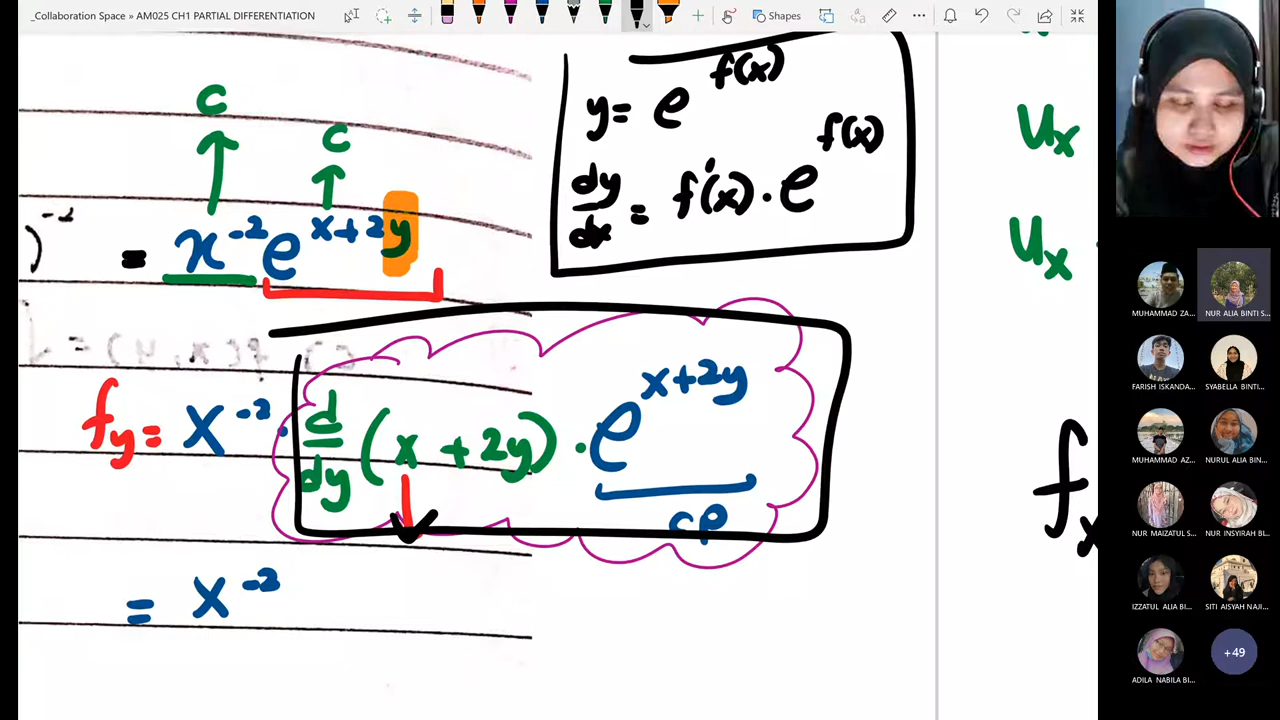 _Collaboration Space » AM025 CH1 PARTIAL DIFFERENTIATION
Shapes
y = e^f(x)
dy/dx = f'(x) · e^f(x)
C
C
)^-2 = x^-2 e^x+2y
fy = x^-2 · d/dy (x + 2y) · e^x+2y
cp
= x^-2
Ux
Ux
fx
MUHAMMAD ZA...
NUR ALIA BINTI S...
FARISH ISKANDA...
SYABELLA BINTI...
MUHAMMAD AZ...
NURUL ALIA BIN...
NUR MAIZATUL S...
NUR INSYIRAH BI...
IZZATUL ALIA BI...
SITI AISYAH NAJI...
ADILA NABILA BI...
+49